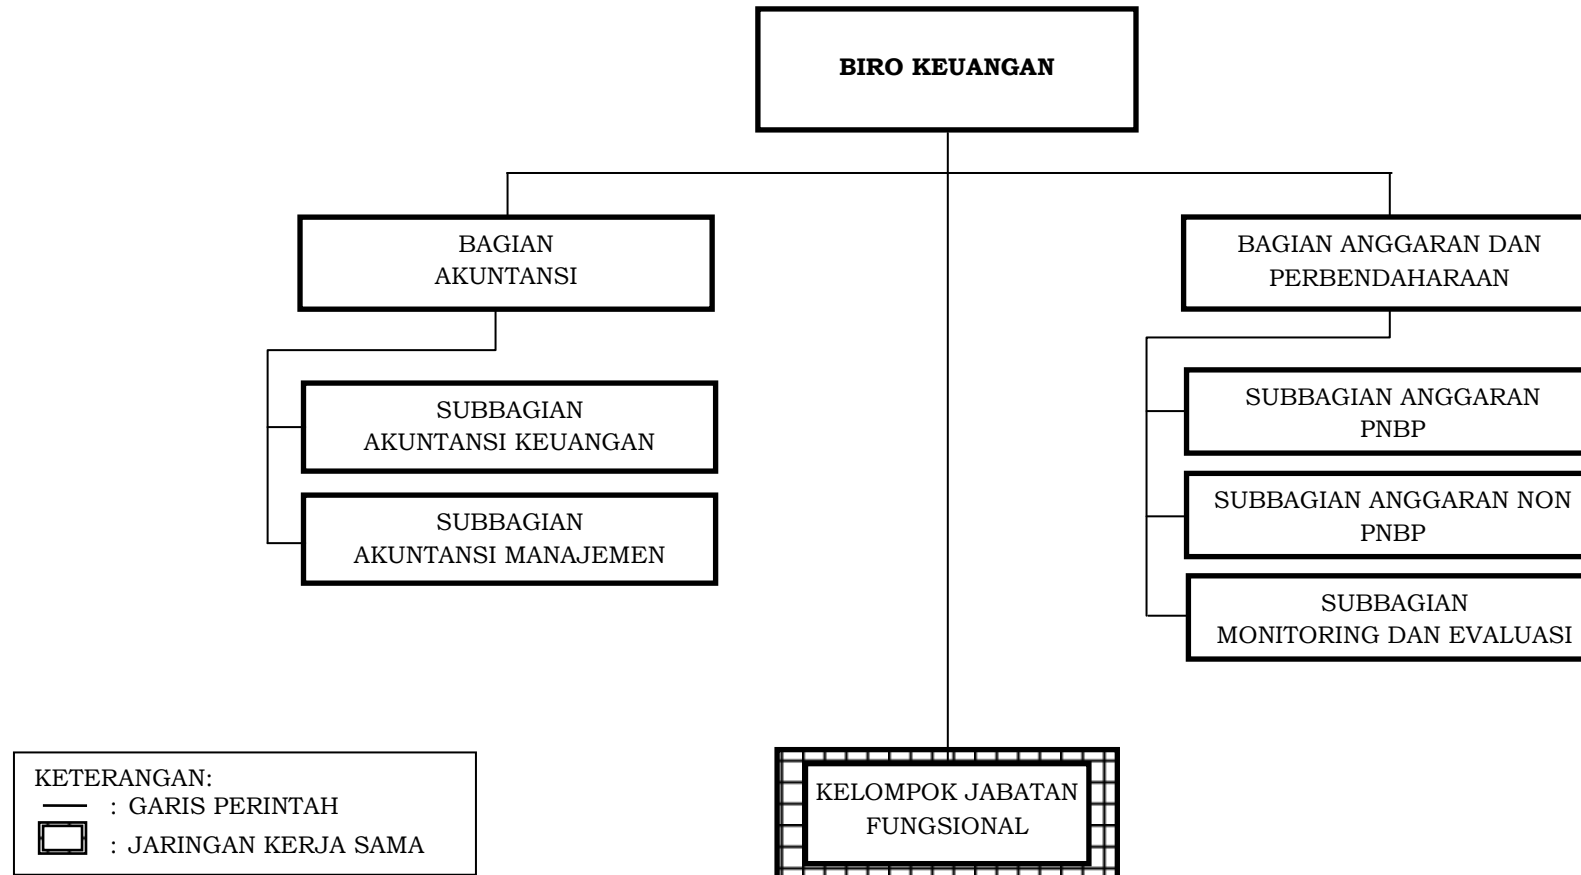 BIRO KEUANGAN
BAGIAN
AKUNTANSI
SUBBAGIAN
AKUNTANSI KEUANGAN
SUBBAGIAN
AKUNTANSI MANAJEMEN
BAGIAN ANGGARAN DAN
PERBENDAHARAAN
SUBBAGIAN ANGGARAN
PNBP
SUBBAGIAN ANGGARAN NON
PNBP
SUBBAGIAN
MONITORING DAN EVALUASI
KETERANGAN:
: GARIS PERINTAH
: JARINGAN KERJA SAMA
KELOMPOK JABATAN
FUNGSIONAL